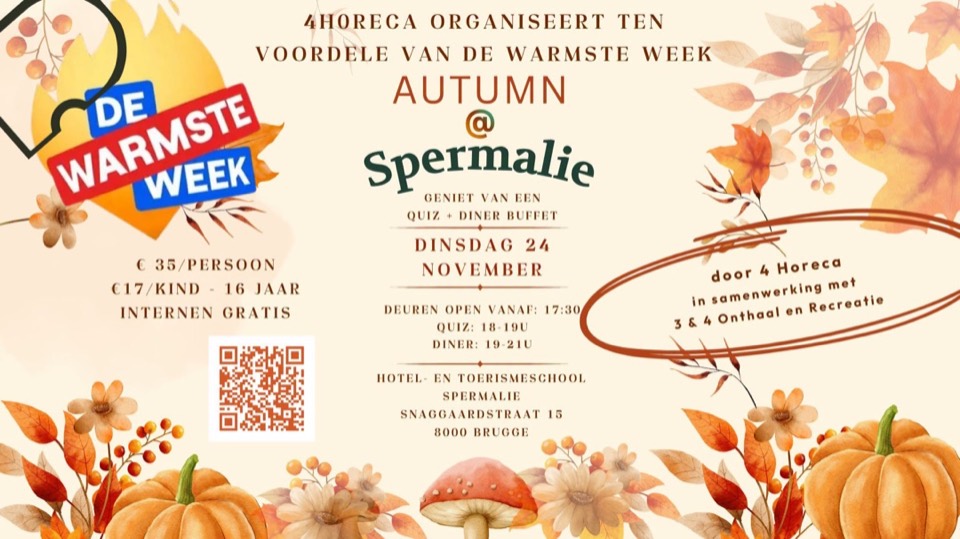 4HORECA ORGANISEERT TEN
VOORDELE VAN DE WARMSTE WEEK
AUTUMN
@
Spermalie
GENIET VAN EEN
QUIZ + DINER BUFFET
DINSDAG 24
NOVEMBER
DEUREN OPEN VANAF: 17:30
QUIZ: 18-19U
DINER: 19-21U
HOTEL- EN TOERISMESCHOOL
SPERMALIE
SNAGGAARDSTRAAT 15
8000 BRUGGE
DE
WARMSTE
WEEK
€ 35/PERSOON
€17/KIND - 16 JAAR
INTERNEN GRATIS
door 4 Horeca
in samenwerking met
3 & 4 Onthaal en Recreatie